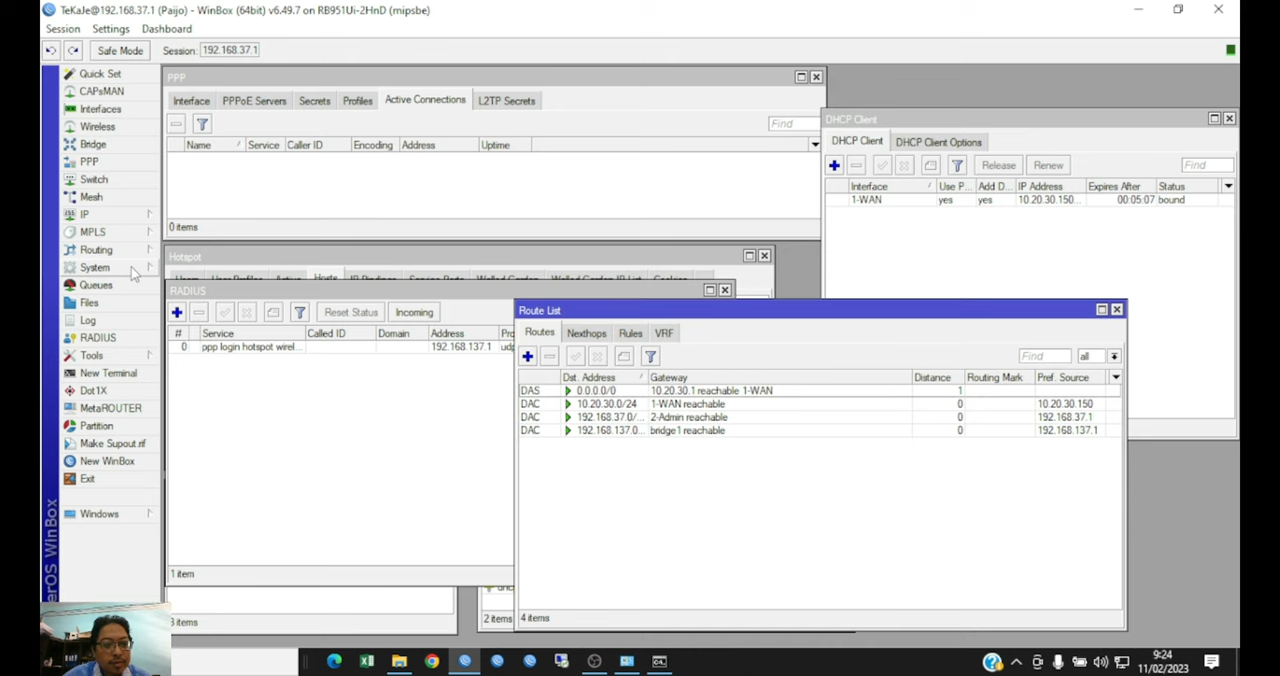 TeKaJe@192.168.37.1 (Paijo) - WinBox (64bit) v6.49.7 on RB951Ui-2HnD (mipsbe)
Session Settings Dashboard
Safe Mode Session: 192.168.37.1
Quick Set
CAPsMAN
Interfaces
Wireless
Bridge
PPP
Switch
Mesh
IP
MPLS
Routing
System
Queues
Files
Log
RADIUS
Tools
New Terminal
Dot1X
MetaROUTER
Partition
Make Supout.rif
New WinBox
Exit
Windows
RouterOS WinBox
PPP
Interface PPPoE Servers Secrets Profiles Active Connections L2TP Secrets
Find
Name Service Caller ID Encoding Address Uptime
0 items
DHCP Client
DHCP Client DHCP Client Options
Release Renew Find
Interface Use P... Add D... IP Address Expires After Status
1-WAN yes yes 10.20.30.150... 00:05:07 bound
Hotspot
RADIUS
Reset Status Incoming
# Service Called ID Domain Address
0 ppp login hotspot wirel... 192.168.137.1 udp
1 item
2 items
Route List
Routes Nexthops Rules VRF
Find all
Dst. Address Gateway Distance Routing Mark Pref. Source
DAS 0.0.0.0/0 10.20.30.1 reachable 1-WAN 1
DAC 10.20.30.0/24 1-WAN reachable 0 10.20.30.150
DAC 192.168.37.0/... 2-Admin reachable 0 192.168.37.1
DAC 192.168.137.0... bridge1 reachable 0 192.168.137.1
4 items
9:24
11/02/2023